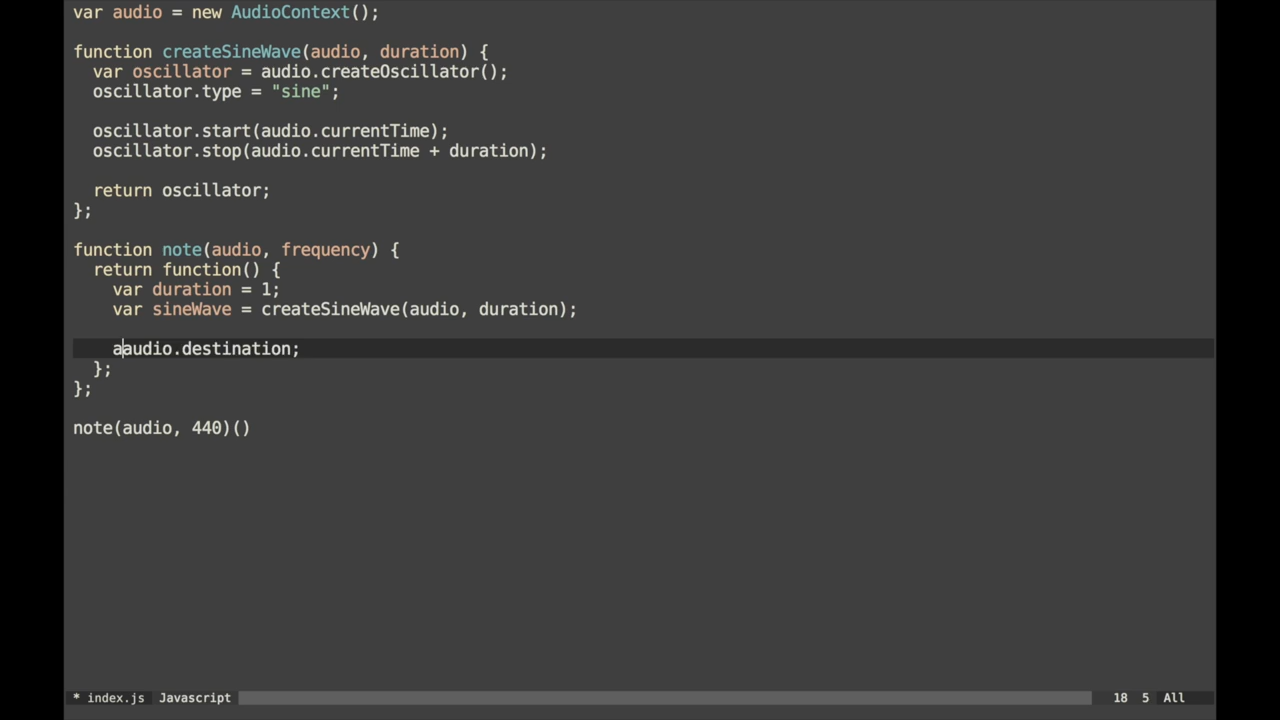 var audio = new AudioContext();

function createSineWave(audio, duration) {
  var oscillator = audio.createOscillator();
  oscillator.type = "sine";

  oscillator.start(audio.currentTime);
  oscillator.stop(audio.currentTime + duration);

  return oscillator;
};

function note(audio, frequency) {
  return function() {
    var duration = 1;
    var sineWave = createSineWave(audio, duration);

    aaudio.destination;
  };
};

note(audio, 440)()
* index.js Javascript 18 5 All